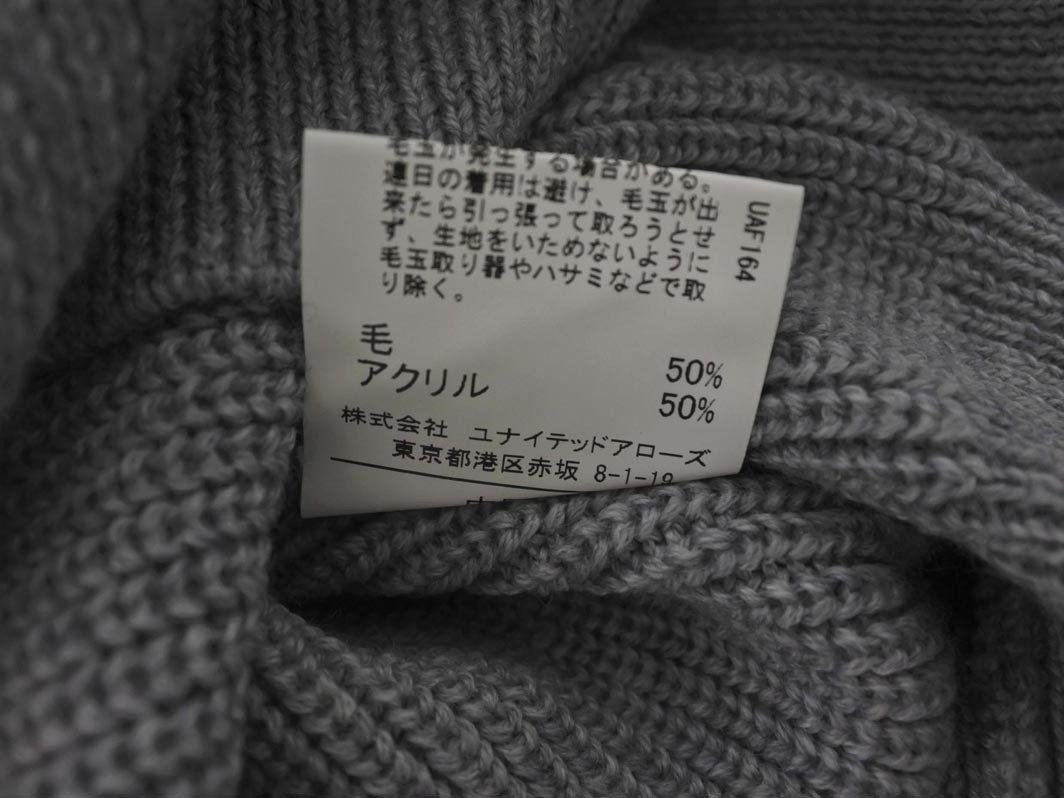 毛玉が発生する場合がある。
連日の着用は避け、毛玉が出
来たら引っ張って取ろうとせ
ず、生地をいためないように
毛玉取り器やハサミなどで取
り除く。
UAF164
毛 50%
アクリル 50%
株式会社 ユナイテッドアローズ
東京都港区赤坂 8-1-19